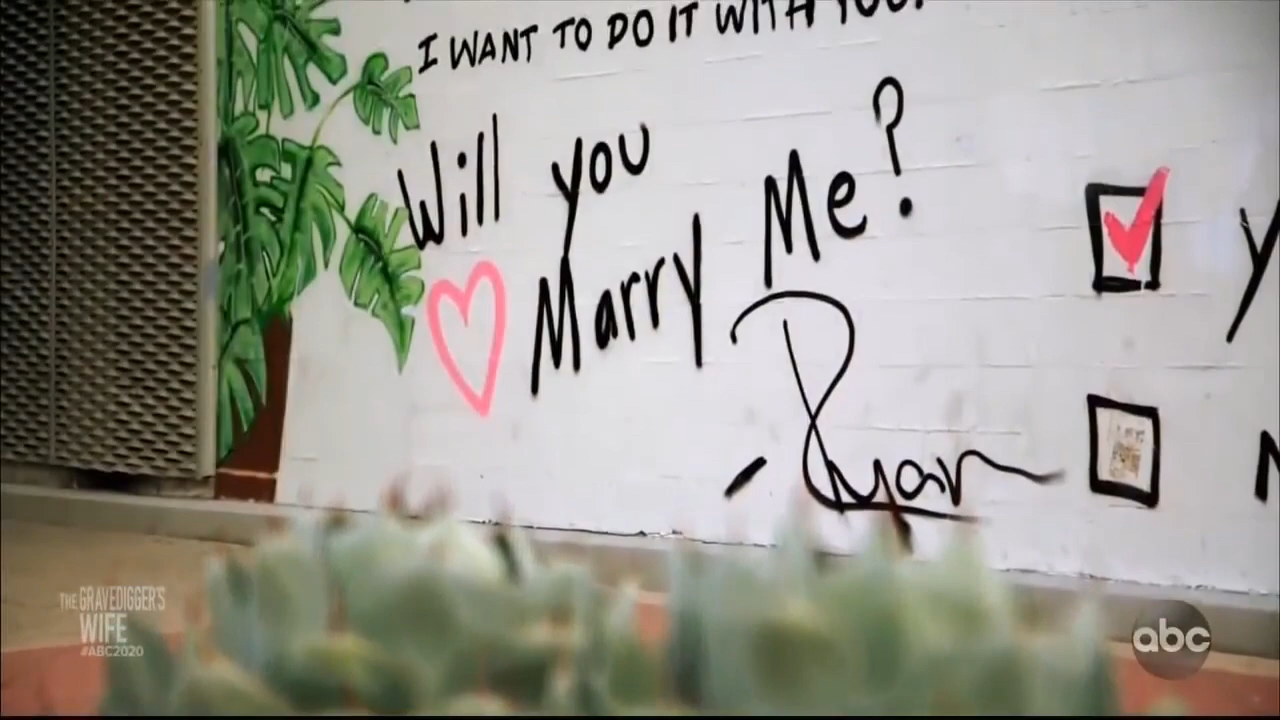 I WANT TO DO IT WITH YOU.
Will you
Marry Me?
- Ryan
THE GRAVEDIGGER'S
WIFE
#ABC2020
abc